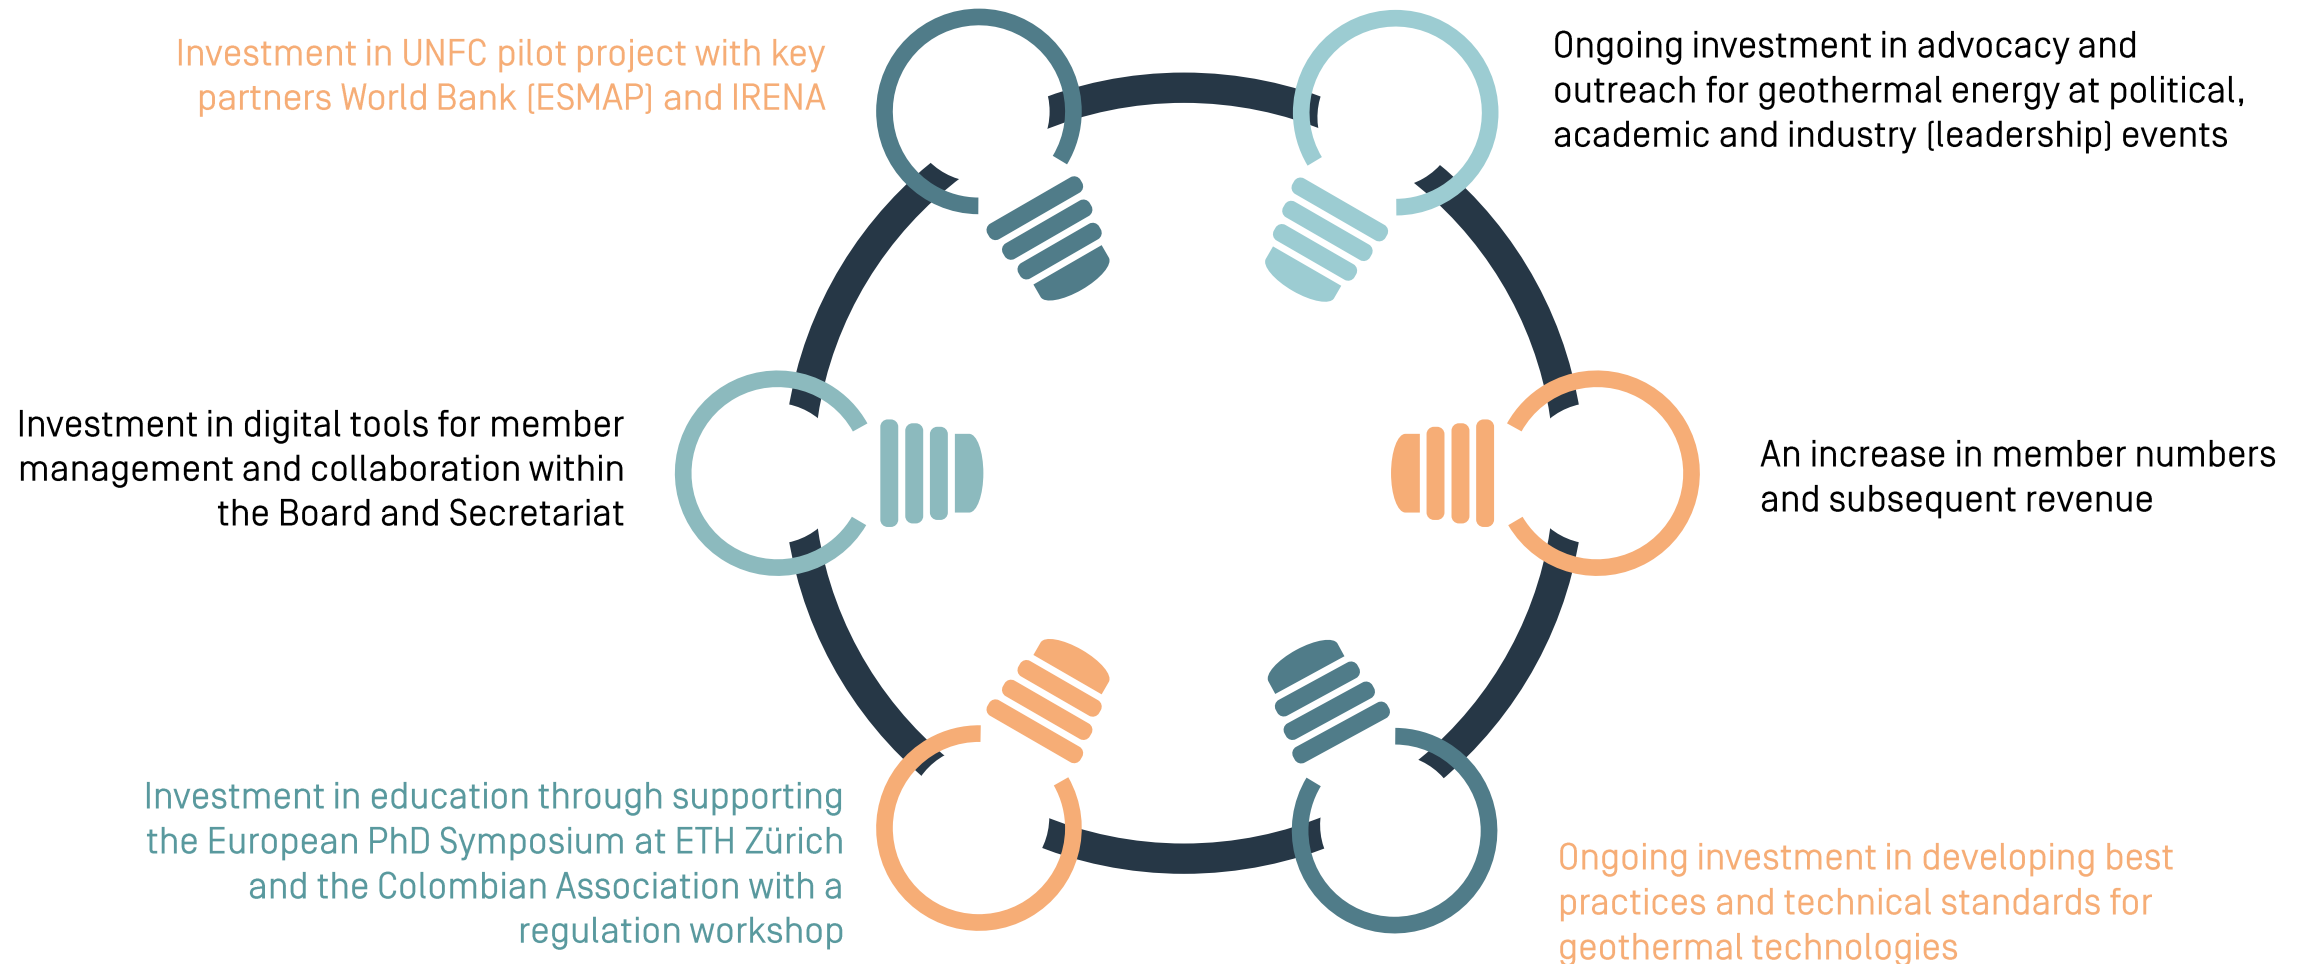 Investment in UNFC pilot project with key
partners World Bank (ESMAP) and IRENA
Ongoing investment in advocacy and
outreach for geothermal energy at political,
academic and industry (leadership) events
Investment in digital tools for member
management and collaboration within
the Board and Secretariat
An increase in member numbers
and subsequent revenue
Investment in education through supporting
the European PhD Symposium at ETH Zürich
and the Colombian Association with a
regulation workshop
Ongoing investment in developing best
practices and technical standards for
geothermal technologies